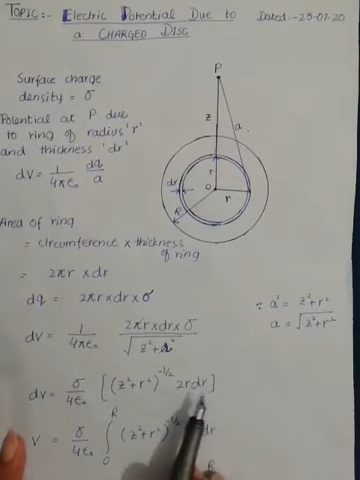 TOPIC:- Electric Potential Due to Dated:-23-07-20
a CHARGED DISC
Surface charge
density = σ
Potential at P due
to ring of radius 'r'
and thickness 'dr'
dV = 1/4πε₀ dq/a
P
z
a
r
dr
O
r
R
Area of ring
= circumference × thickness
of ring
= 2πr × dr
dq = 2πr × dr × σ
∵ a² = z² + r²
a = √(z² + r²)
dV = 1/4πε₀ 2πr × dr × σ/√(z² + r²)
dV = σ/4ε₀ [(z² + r²)^(-1/2) 2rdr]
V = σ/4ε₀ ∫₀ᴿ (z² + r²)^(-1/2) dr
R